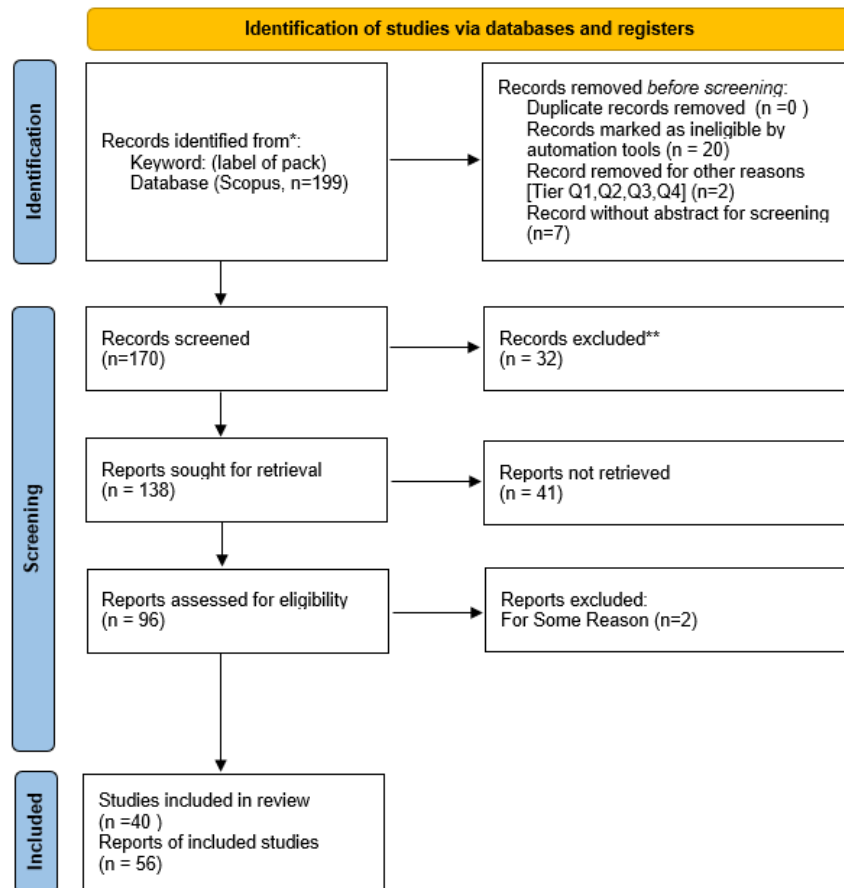 Identification of studies via databases and registers
Identification
Records identified from*:
Keyword: (label of pack)
Database (Scopus, n=199)
Records removed before screening:
Duplicate records removed (n =0 )
Records marked as ineligible by
automation tools (n = 20)
Record removed for other reasons
[Tier Q1,Q2,Q3,Q4] (n=2)
Record without abstract for screening
(n=7)
Screening
Records screened
(n=170)
Records excluded**
(n = 32)
Reports sought for retrieval
(n = 138)
Reports not retrieved
(n = 41)
Reports assessed for eligibility
(n = 96)
Reports excluded:
For Some Reason (n=2)
Included
Studies included in review
(n =40 )
Reports of included studies
(n = 56)